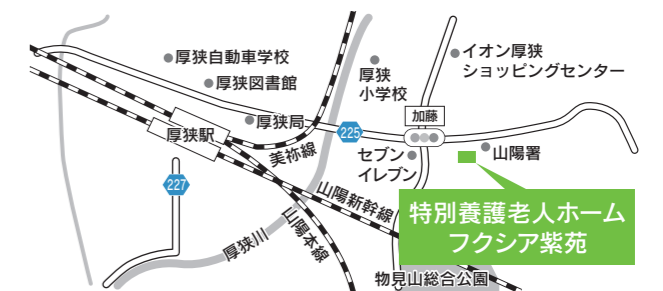 厚狭自動車学校
厚狭図書館
厚狭局
厚狭
小学校
イオン厚狭
ショッピングセンター
加藤
225
厚狭駅
美祢線
セブン
イレブン
山陽署
227
山陽新幹線
山陽本線
厚狭川
特別養護老人ホーム
フクシア紫苑
物見山総合公園